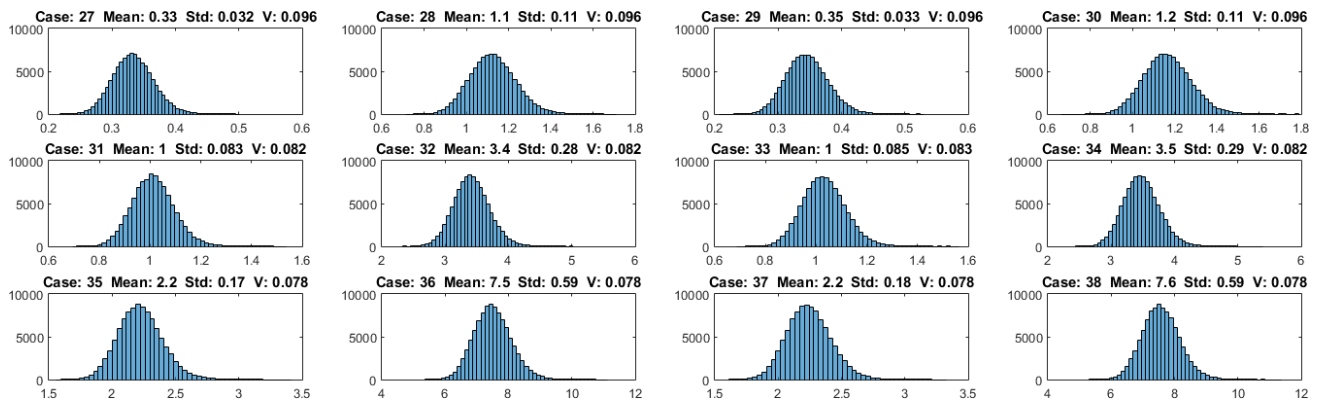 Case: 27 Mean: 0.33 Std: 0.032 V: 0.096
10000
5000
0
0.2 0.3 0.4 0.5 0.6
Case: 28 Mean: 1.1 Std: 0.11 V: 0.096
10000
5000
0
0.6 0.8 1 1.2 1.4 1.6 1.8
Case: 29 Mean: 0.35 Std: 0.033 V: 0.096
10000
5000
0
0.2 0.3 0.4 0.5 0.6
Case: 30 Mean: 1.2 Std: 0.11 V: 0.096
10000
5000
0
0.6 0.8 1 1.2 1.4 1.6 1.8
Case: 31 Mean: 1 Std: 0.083 V: 0.082
10000
5000
0
0.6 0.8 1 1.2 1.4 1.6
Case: 32 Mean: 3.4 Std: 0.28 V: 0.082
10000
5000
0
2 3 4 5 6
Case: 33 Mean: 1 Std: 0.085 V: 0.083
10000
5000
0
0.6 0.8 1 1.2 1.4 1.6
Case: 34 Mean: 3.5 Std: 0.29 V: 0.082
10000
5000
0
2 3 4 5 6
Case: 35 Mean: 2.2 Std: 0.17 V: 0.078
10000
5000
0
1.5 2 2.5 3 3.5
Case: 36 Mean: 7.5 Std: 0.59 V: 0.078
10000
5000
0
4 6 8 10 12
Case: 37 Mean: 2.2 Std: 0.18 V: 0.078
10000
5000
0
1.5 2 2.5 3 3.5
Case: 38 Mean: 7.6 Std: 0.59 V: 0.078
10000
5000
0
4 6 8 10 12